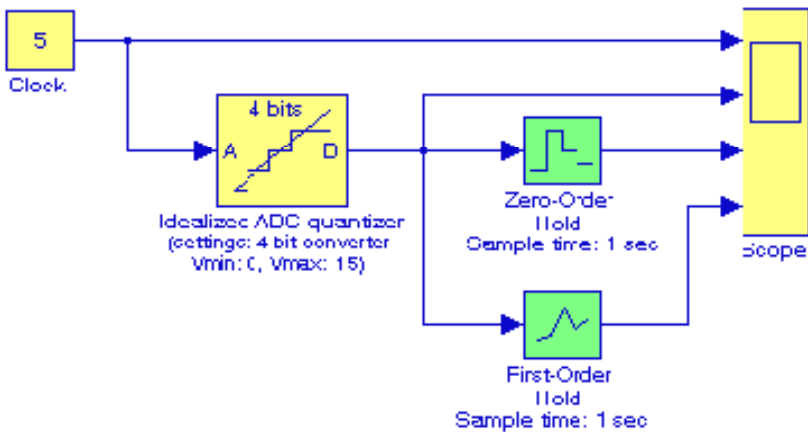 5
Clock
4 bits
A
D
Idealized ADC quantizer
(settings: 4 bit converter
Vmin: 0, Vmax: 15)
Zero-Order
Hold
Sample time: 1 sec
Scope
First-Order
Hold
Sample time: 1 sec